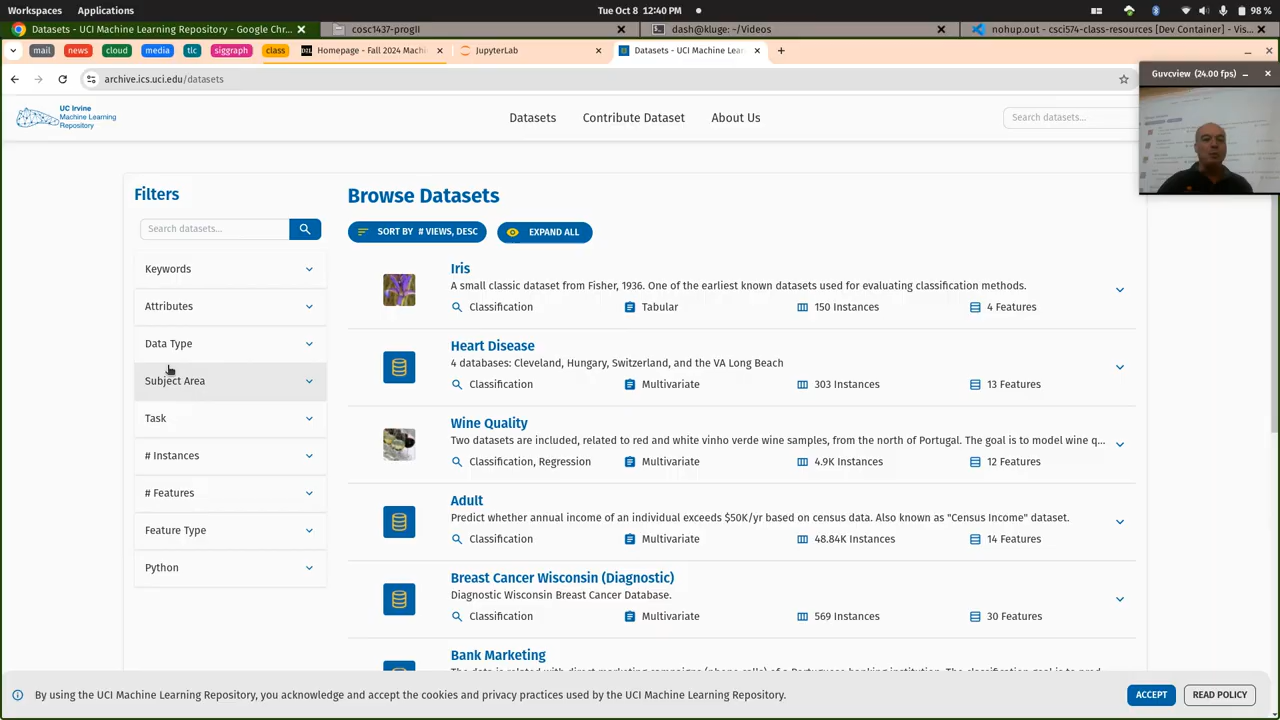 Workspaces Applications Tue Oct 8 12:40 PM 98 %
Datasets - UCI Machine Learning Repository - Google Chr... cosc1437-progII dash@kluge: ~/Videos nohup.out - csci574-class-resources [Dev Container] - Vis...
mail news cloud media tlc siggraph class Homepage - Fall 2024 Machi JupyterLab Datasets - UCI Machine Lear
archive.ics.uci.edu/datasets
Guvcview (24.00 fps)
UC Irvine
Machine Learning
Repository
Datasets Contribute Dataset About Us Search datasets...
Filters
Search datasets...
Keywords
Attributes
Data Type
Subject Area
Task
# Instances
# Features
Feature Type
Python
Browse Datasets
SORT BY # VIEWS, DESC EXPAND ALL
Iris
A small classic dataset from Fisher, 1936. One of the earliest known datasets used for evaluating classification methods.
Classification Tabular 150 Instances 4 Features
Heart Disease
4 databases: Cleveland, Hungary, Switzerland, and the VA Long Beach
Classification Multivariate 303 Instances 13 Features
Wine Quality
Two datasets are included, related to red and white vinho verde wine samples, from the north of Portugal. The goal is to model wine q...
Classification, Regression Multivariate 4.9K Instances 12 Features
Adult
Predict whether annual income of an individual exceeds $50K/yr based on census data. Also known as "Census Income" dataset.
Classification Multivariate 48.84K Instances 14 Features
Breast Cancer Wisconsin (Diagnostic)
Diagnostic Wisconsin Breast Cancer Database.
Classification Multivariate 569 Instances 30 Features
Bank Marketing
By using the UCI Machine Learning Repository, you acknowledge and accept the cookies and privacy practices used by the UCI Machine Learning Repository.
ACCEPT READ POLICY